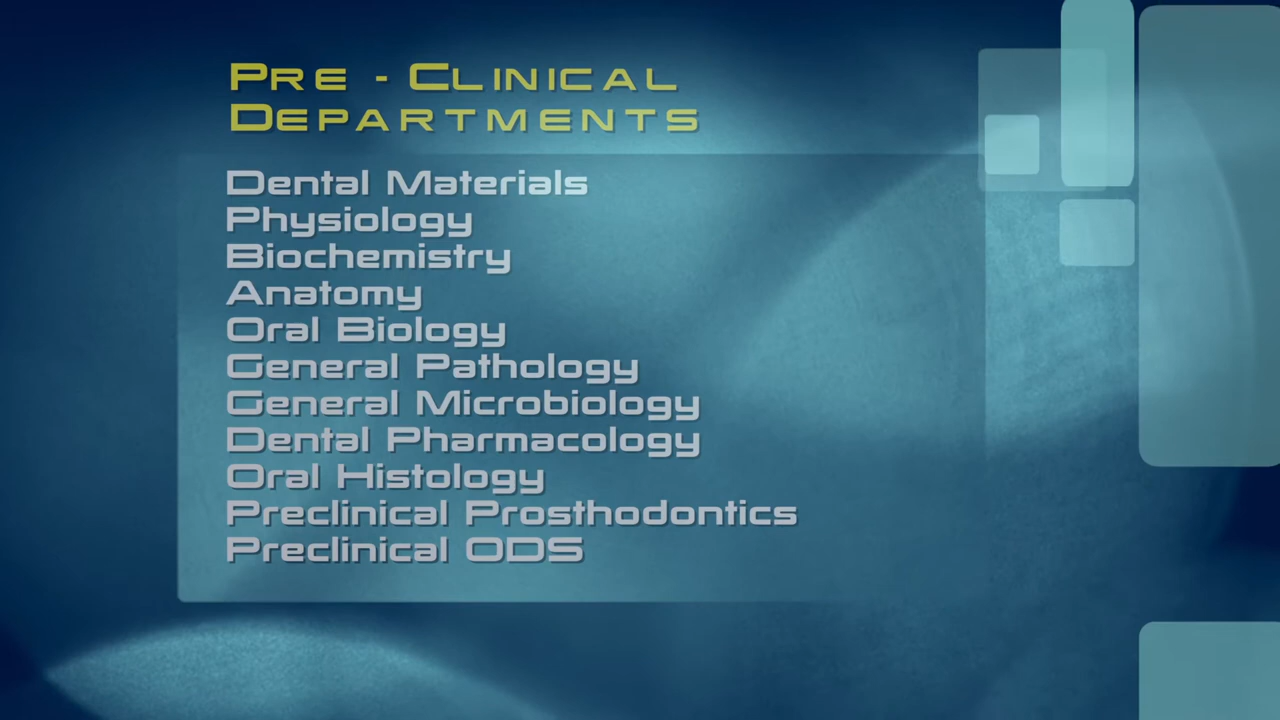 Pre - Clinical
Departments
Dental Materials
Physiology
Biochemistry
Anatomy
Oral Biology
General Pathology
General Microbiology
Dental Pharmacology
Oral Histology
Preclinical Prosthodontics
Preclinical ODS